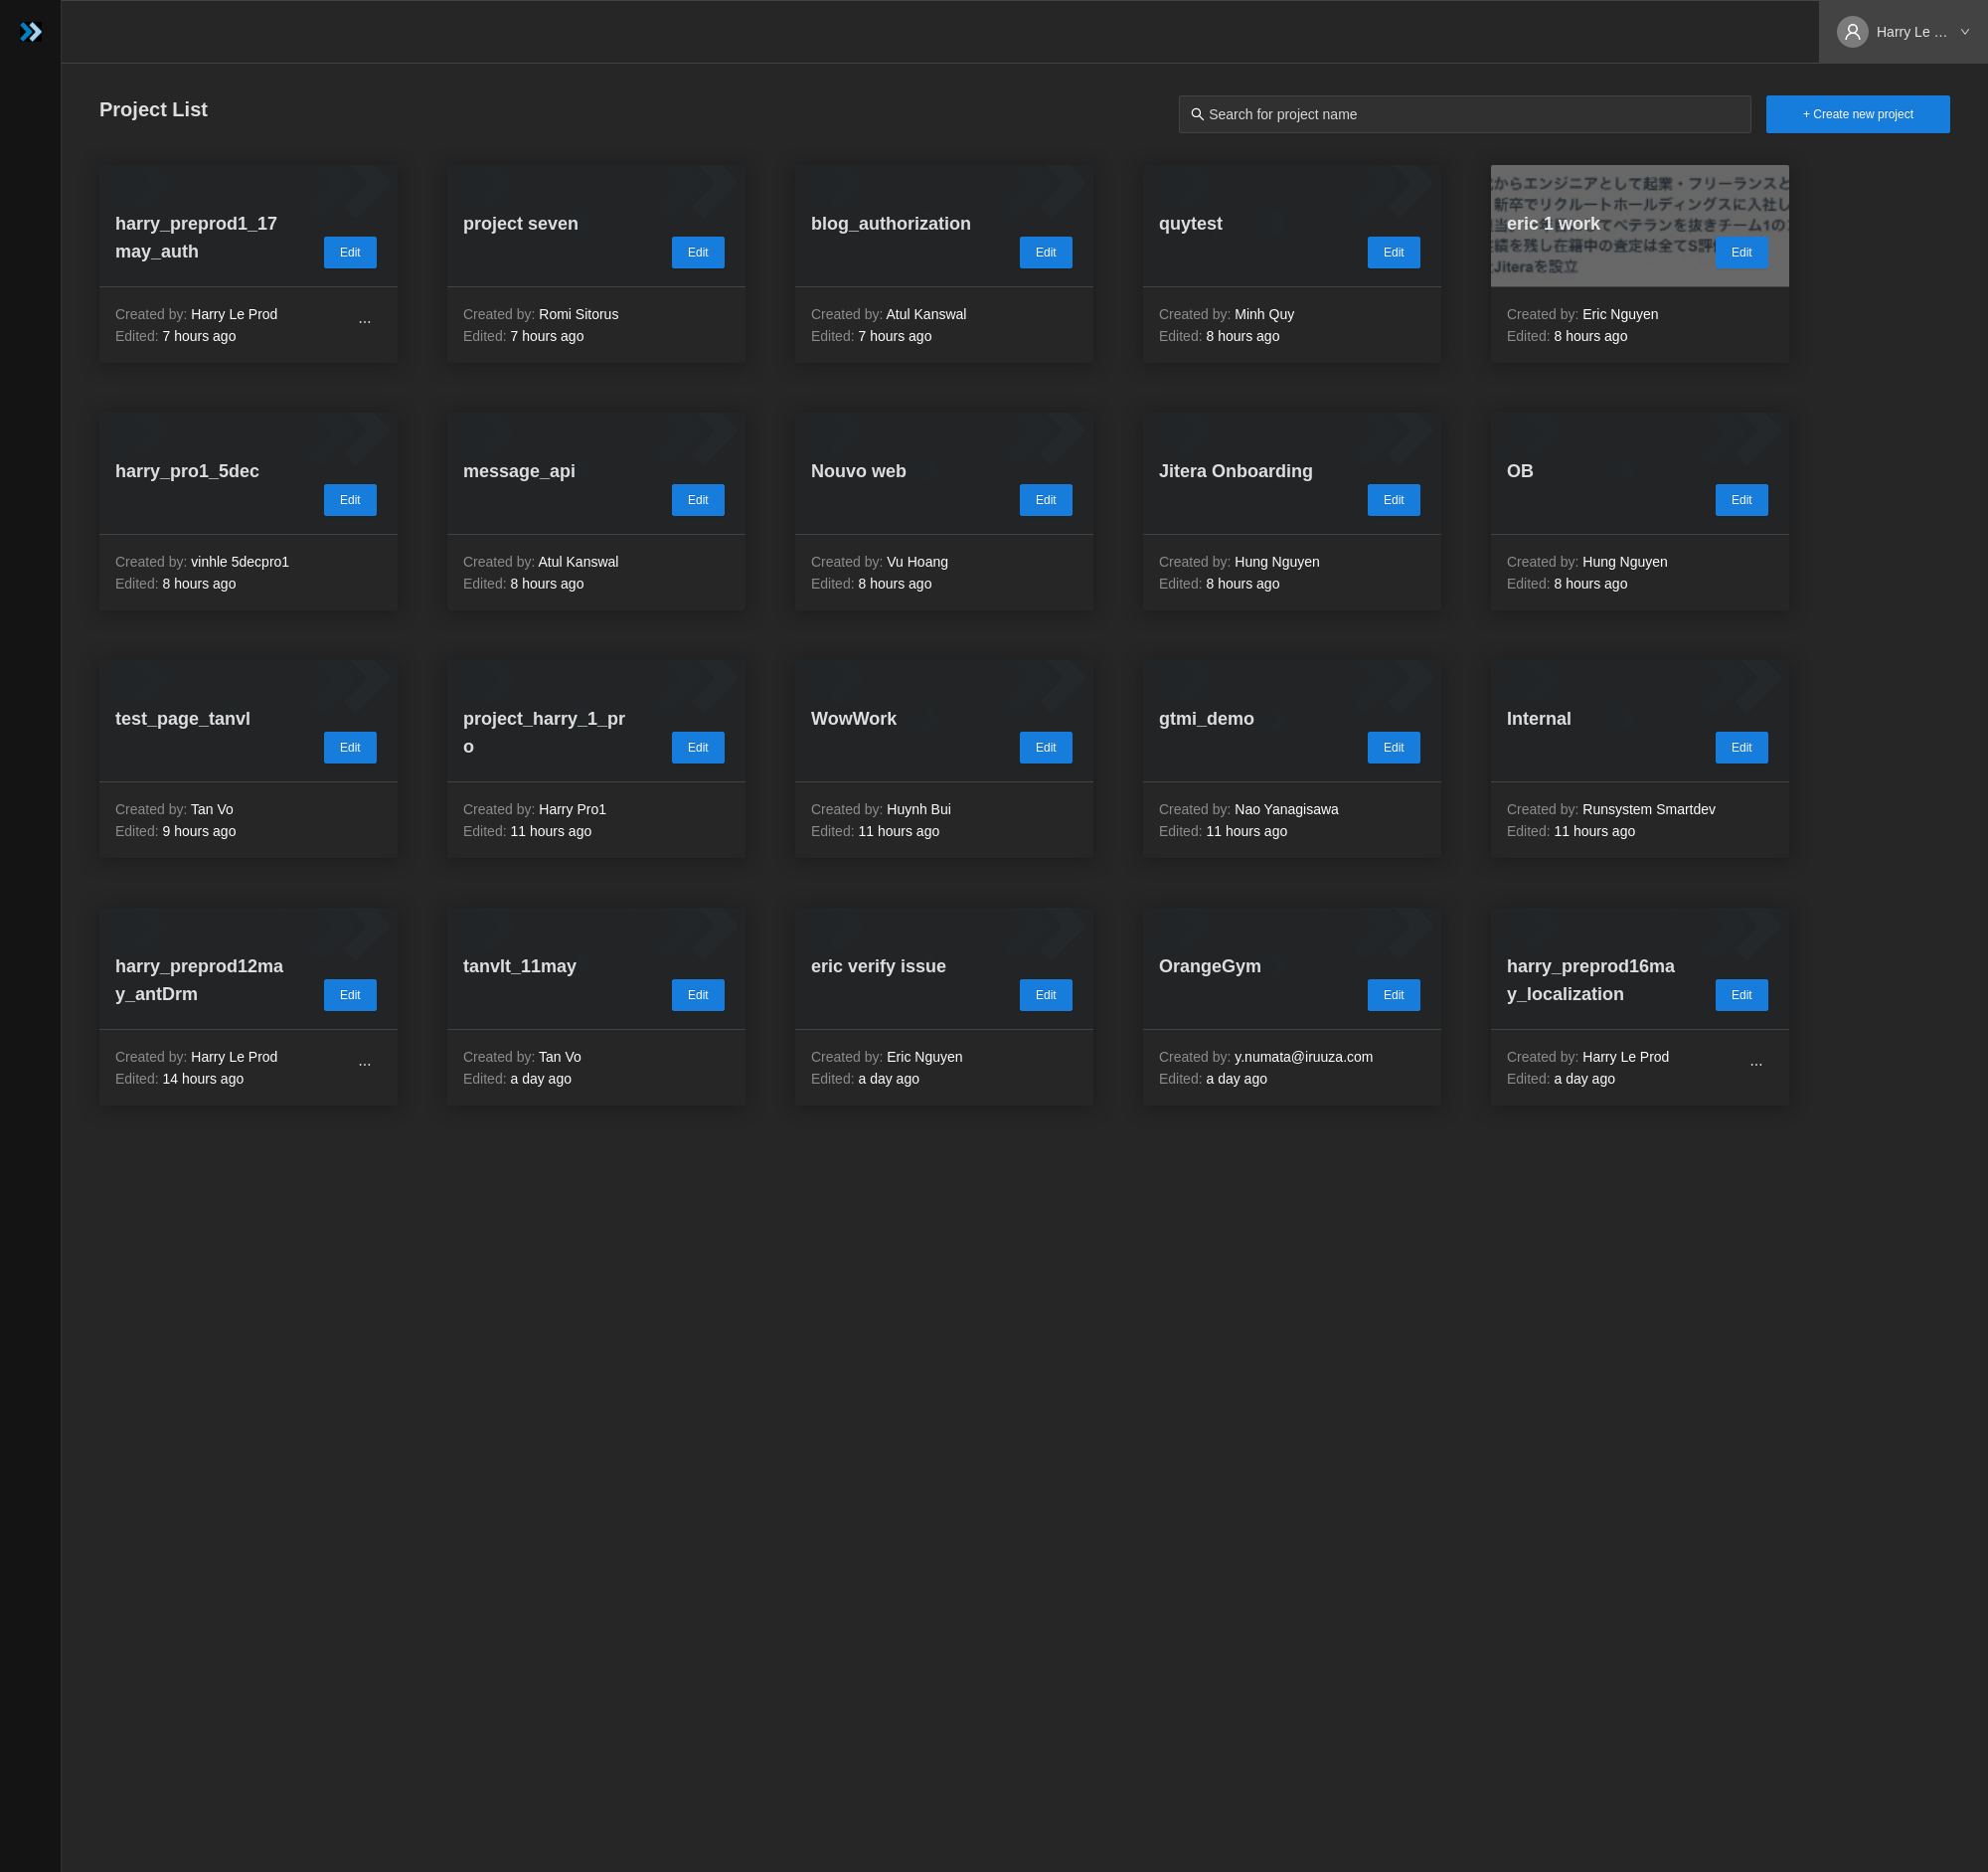 Harry Le ...
Project List
Search for project name
+ Create new project
harry_preprod1_17
may_auth
Edit
Created by: Harry Le Prod
Edited: 7 hours ago
...
project seven
Edit
Created by: Romi Sitorus
Edited: 7 hours ago
blog_authorization
Edit
Created by: Atul Kanswal
Edited: 7 hours ago
quytest
Edit
Created by: Minh Quy
Edited: 8 hours ago
からエンジニアとして起業・フリーランスと
新卒でリクルートホールディングスに入社し
eric 1 work
てベテランを抜きチーム1の
績を残し在籍中の査定は全てS評
Jiteraを設立
Edit
Created by: Eric Nguyen
Edited: 8 hours ago
harry_pro1_5dec
Edit
Created by: vinhle 5decpro1
Edited: 8 hours ago
message_api
Edit
Created by: Atul Kanswal
Edited: 8 hours ago
Nouvo web
Edit
Created by: Vu Hoang
Edited: 8 hours ago
Jitera Onboarding
Edit
Created by: Hung Nguyen
Edited: 8 hours ago
OB
Edit
Created by: Hung Nguyen
Edited: 8 hours ago
test_page_tanvl
Edit
Created by: Tan Vo
Edited: 9 hours ago
project_harry_1_pr
o
Edit
Created by: Harry Pro1
Edited: 11 hours ago
WowWork
Edit
Created by: Huynh Bui
Edited: 11 hours ago
gtmi_demo
Edit
Created by: Nao Yanagisawa
Edited: 11 hours ago
Internal
Edit
Created by: Runsystem Smartdev
Edited: 11 hours ago
harry_preprod12ma
y_antDrm
Edit
Created by: Harry Le Prod
Edited: 14 hours ago
...
tanvlt_11may
Edit
Created by: Tan Vo
Edited: a day ago
eric verify issue
Edit
Created by: Eric Nguyen
Edited: a day ago
OrangeGym
Edit
Created by: y.numata@iruuza.com
Edited: a day ago
harry_preprod16ma
y_localization
Edit
Created by: Harry Le Prod
Edited: a day ago
...